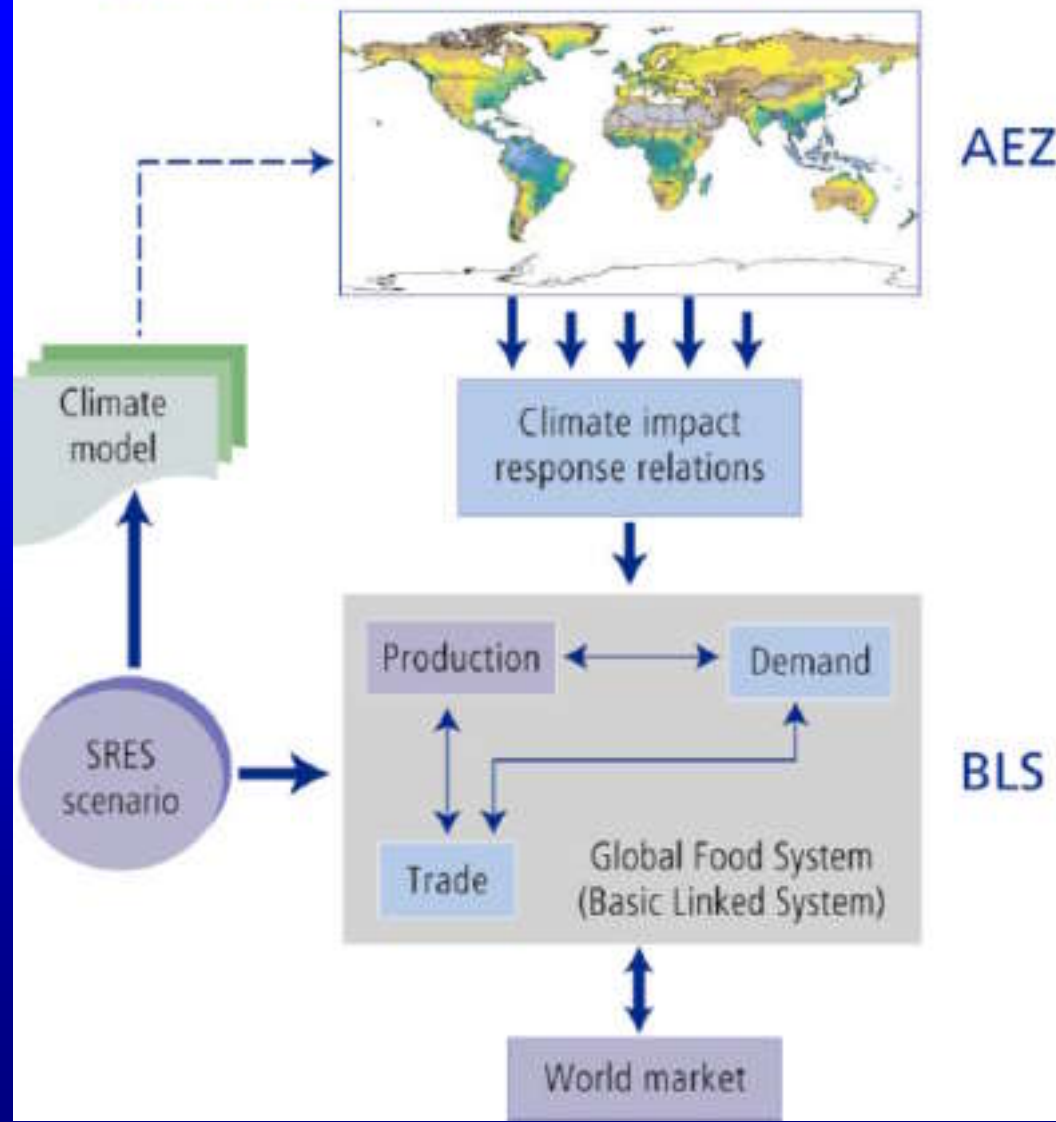 AEZ
Climate
model
Climate impact
response relations
Production
Demand
SRES
scenario
BLS
Trade
Global Food System
(Basic Linked System)
World market